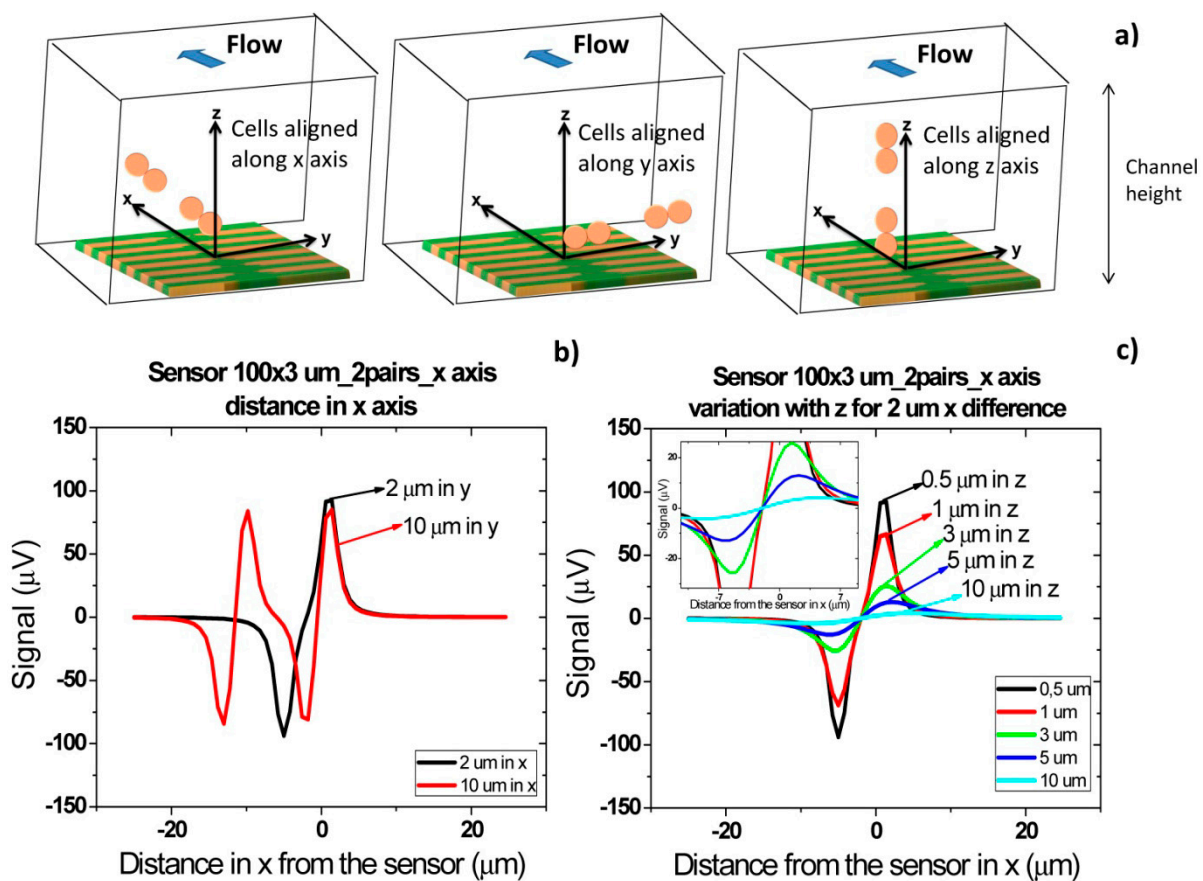 a)
Flow
Flow
Flow
z
Cells aligned
along x axis
x
y
z
Cells aligned
along y axis
x
y
z
Cells aligned
along z axis
x
y
Channel
height
b)
Sensor 100x3 um_2pairs_x axis
distance in x axis
150
100
50
0
-50
-100
-150
Signal (μV)
2 μm in y
10 μm in y
2 um in x
10 um in x
-20
0
20
Distance in x from the sensor (μm)
c)
Sensor 100x3 um_2pairs_x axis
variation with z for 2 um x difference
150
100
50
0
-50
-100
-150
Signal (μV)
20
0
-20
Signal (μV)
-7
0
7
Distance from the sensor in x (μm)
0.5 μm in z
1 μm in z
3 μm in z
5 μm in z
10 μm in z
0,5 um
1 um
3 um
5 um
10 um
-20
0
20
Distance from the sensor in x (μm)